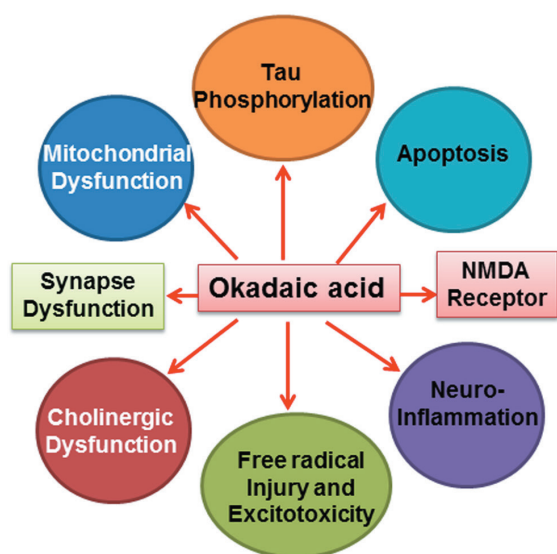 Tau
Phosphorylation
Mitochondrial
Dysfunction
Apoptosis
Synapse
Dysfunction
Okadaic acid
NMDA
Receptor
Cholinergic
Dysfunction
Free radical
Injury and
Excitotoxicity
Neuro-
Inflammation